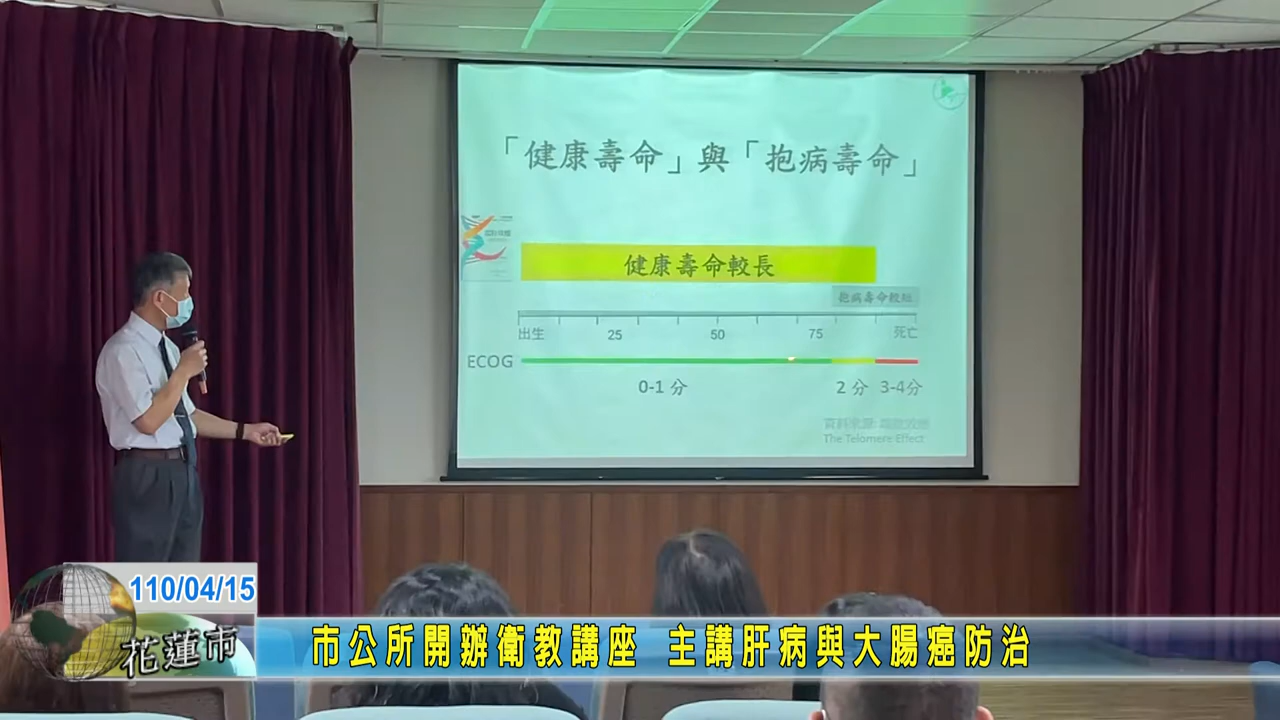 「健康壽命」與「抱病壽命」
健康壽命較長
抱病壽命較短
出生 25 50 75 死亡
ECOG
0-1 分 2 分 3-4分
The Telomere Effect
110/04/15
花蓮市
市公所開辦衛教講座 主講肝病與大腸癌防治